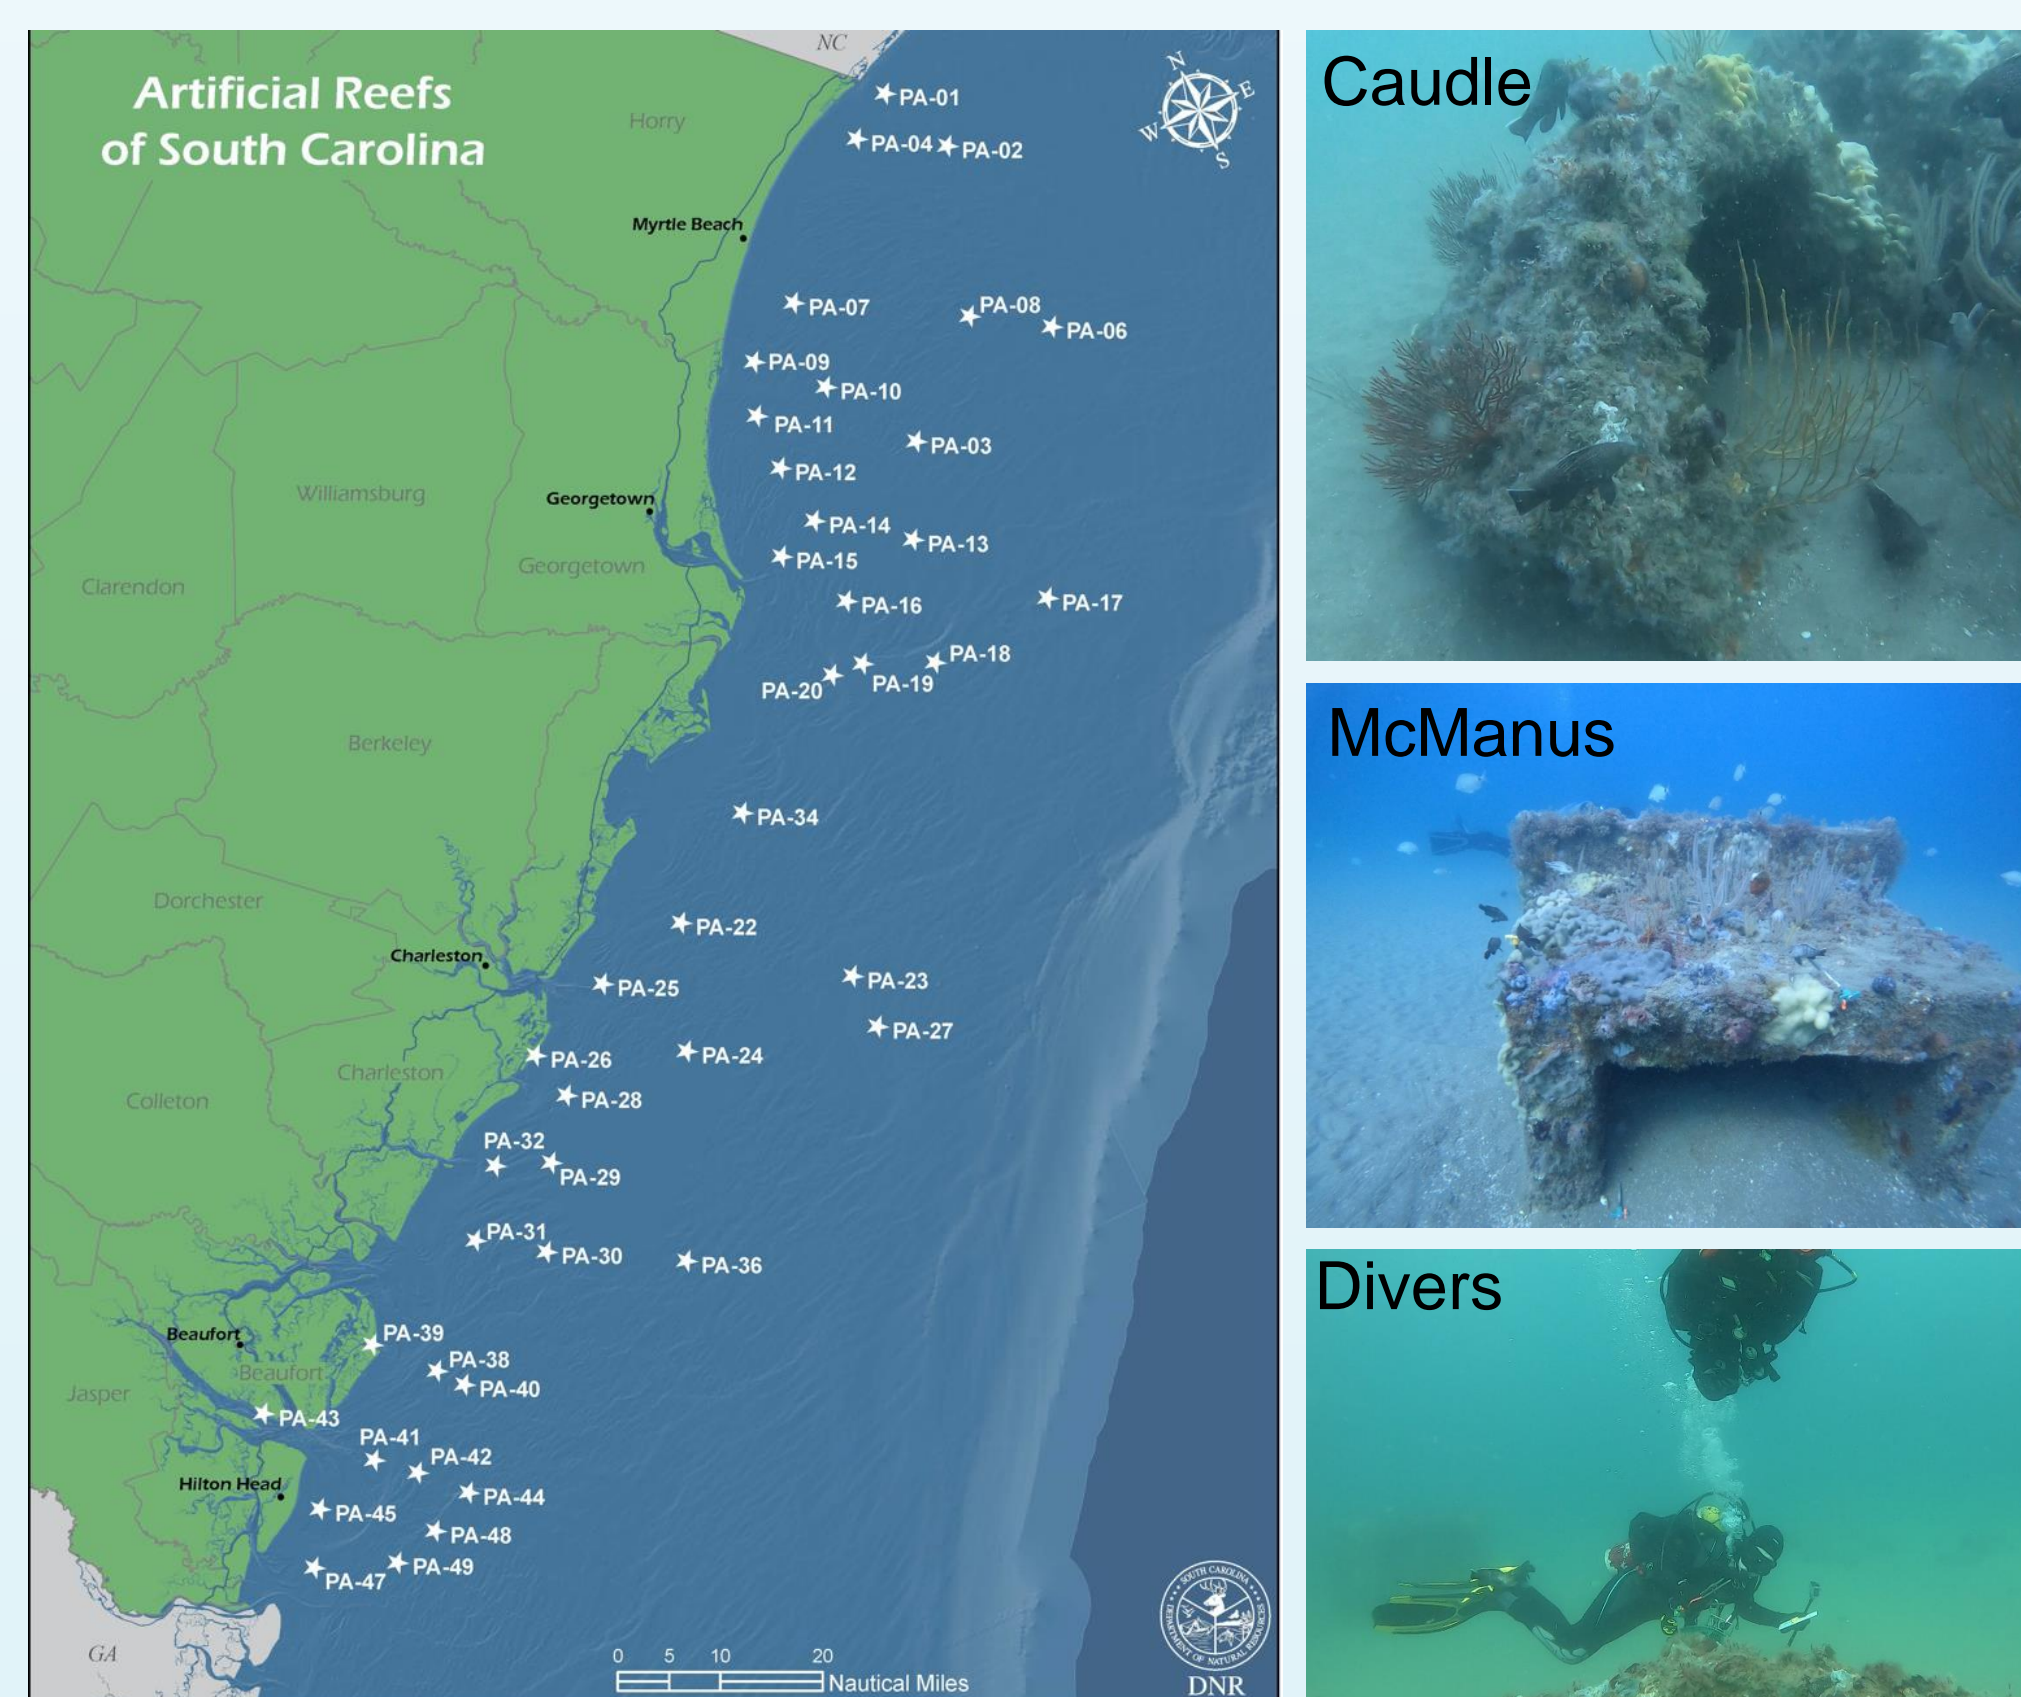 Artificial Reefs
of South Carolina
NC
N
E
W
S
Horry
PA-01
PA-04
PA-02
Myrtle Beach
PA-07
PA-08
PA-06
PA-09
PA-10
PA-11
PA-03
PA-12
Williamsburg
Georgetown
PA-14
PA-13
PA-15
Georgetown
Clarendon
PA-16
PA-17
PA-18
PA-19
PA-20
Berkeley
PA-34
Dorchester
PA-22
Charleston
PA-25
PA-23
PA-27
PA-26
PA-24
Charleston
Colleton
PA-28
PA-32
PA-29
PA-31
PA-30
PA-36
PA-39
Beaufort
PA-38
Beaufort
PA-40
Jasper
PA-43
PA-41
PA-42
Hilton Head
PA-44
PA-45
PA-48
PA-49
PA-47
GA
0 5 10 20
Nautical Miles
SOUTH CAROLINA
DEPARTMENT OF NATURAL RESOURCES
DNR
Caudle
McManus
Divers